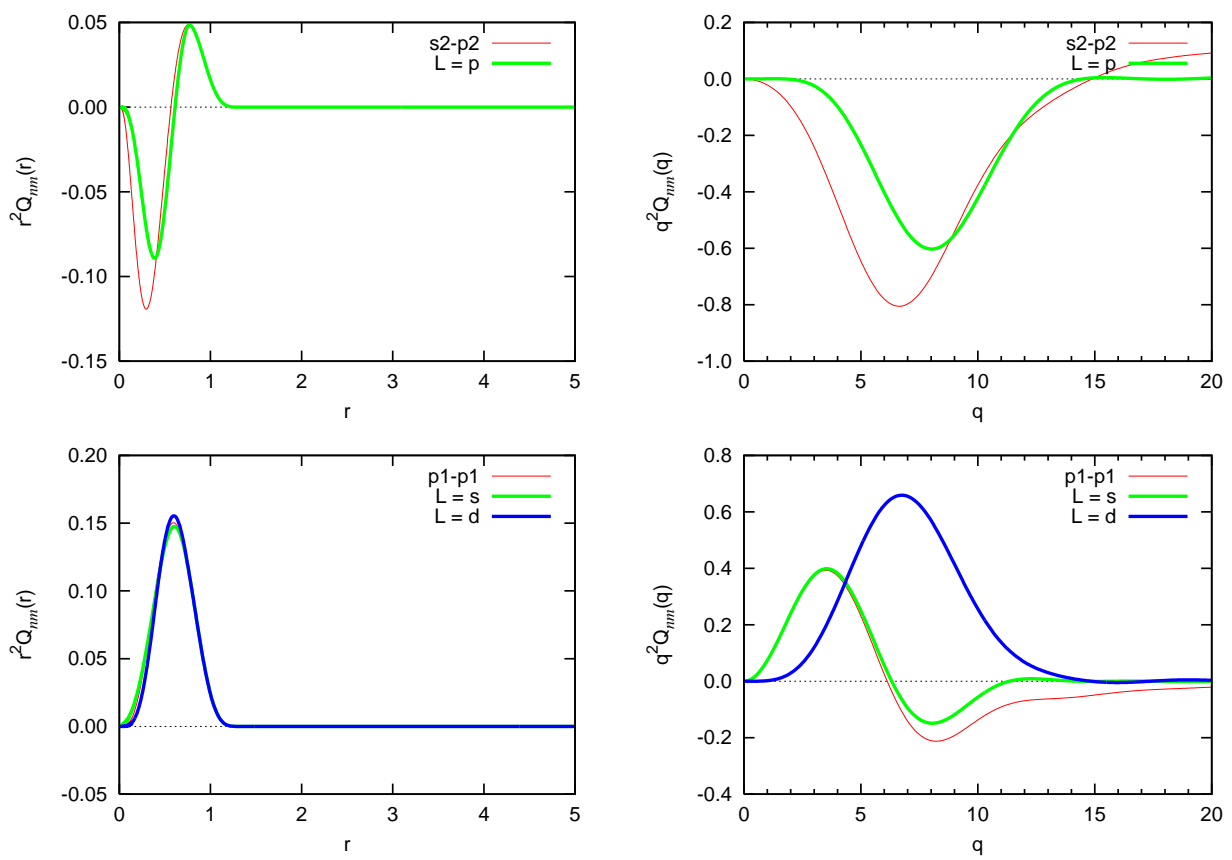 s2-p2
L = p
r²Qₙₘ(r)
0.05
0.00
-0.05
-0.10
-0.15
0 1 2 3 4 5
r
s2-p2
L = p
q²Qₙₘ(q)
0.2
0.0
-0.2
-0.4
-0.6
-0.8
-1.0
0 5 10 15 20
q
p1-p1
L = s
L = d
r²Qₙₘ(r)
0.20
0.15
0.10
0.05
0.00
-0.05
0 1 2 3 4 5
r
p1-p1
L = s
L = d
q²Qₙₘ(q)
0.8
0.6
0.4
0.2
0.0
-0.2
-0.4
0 5 10 15 20
q